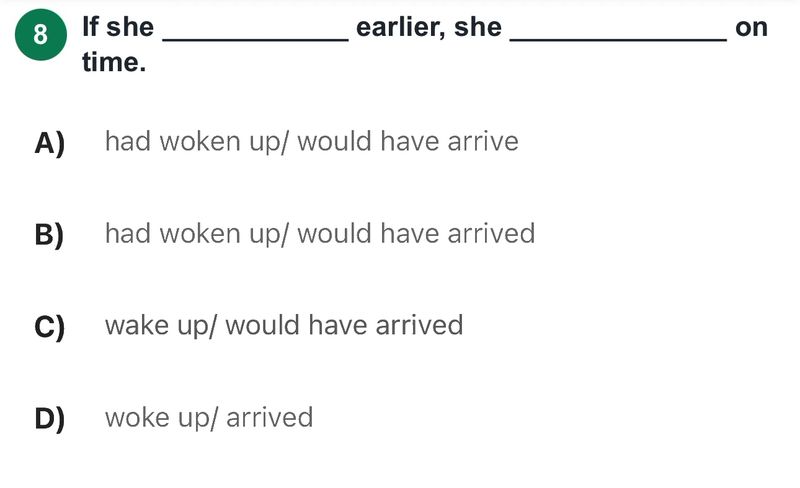 8 If she ____________ earlier, she ______________ on
time.
A) had woken up/ would have arrive
B) had woken up/ would have arrived
C) wake up/ would have arrived
D) woke up/ arrived